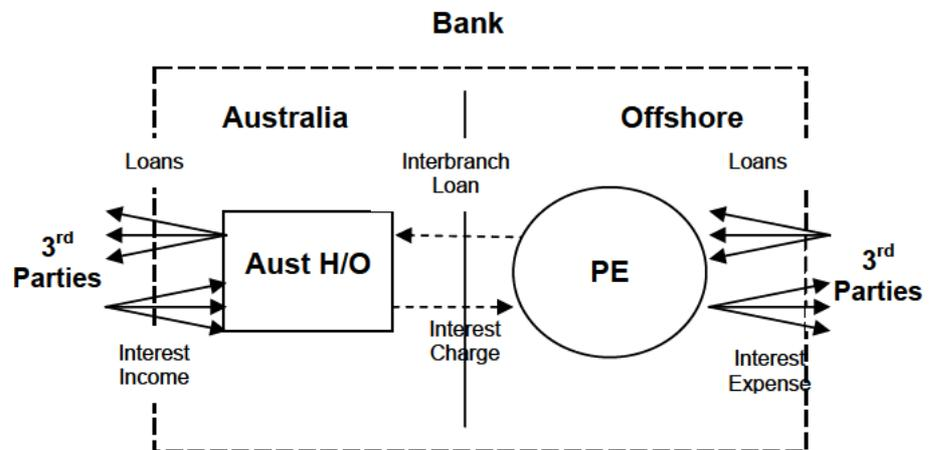 Bank
Australia
Offshore
Loans
Interbranch
Loan
Loans
3rd
Parties
Aust H/O
PE
3rd
Parties
Interest
Income
Interest
Charge
Interest
Expense